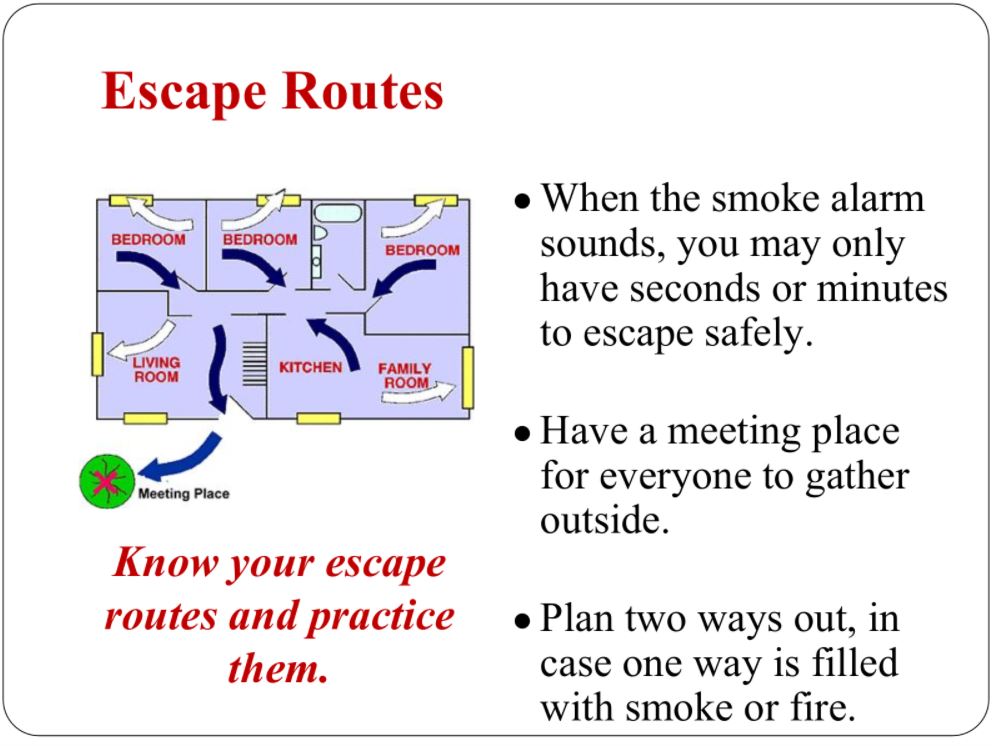 Escape Routes
BEDROOM
BEDROOM
BEDROOM
LIVING
ROOM
KITCHEN
FAMILY
ROOM
Meeting Place
Know your escape
routes and practice
them.
● When the smoke alarm
sounds, you may only
have seconds or minutes
to escape safely.
● Have a meeting place
for everyone to gather
outside.
● Plan two ways out, in
case one way is filled
with smoke or fire.